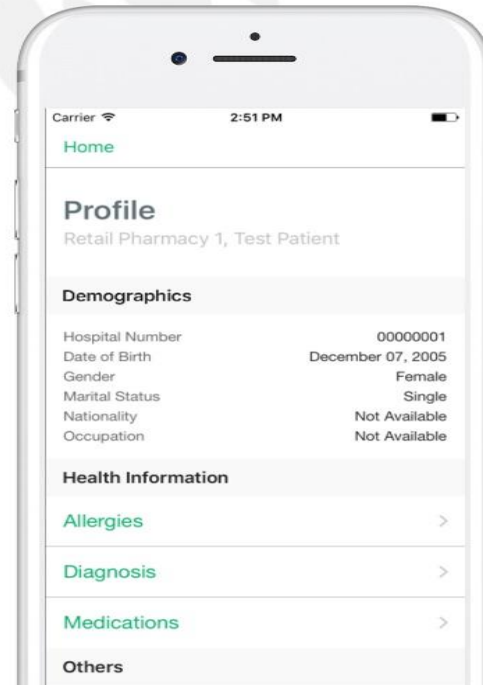 Carrier 2:51 PM
Home
Profile
Retail Pharmacy 1, Test Patient
Demographics
Hospital Number 00000001
Date of Birth December 07, 2005
Gender Female
Marital Status Single
Nationality Not Available
Occupation Not Available
Health Information
Allergies
Diagnosis
Medications
Others